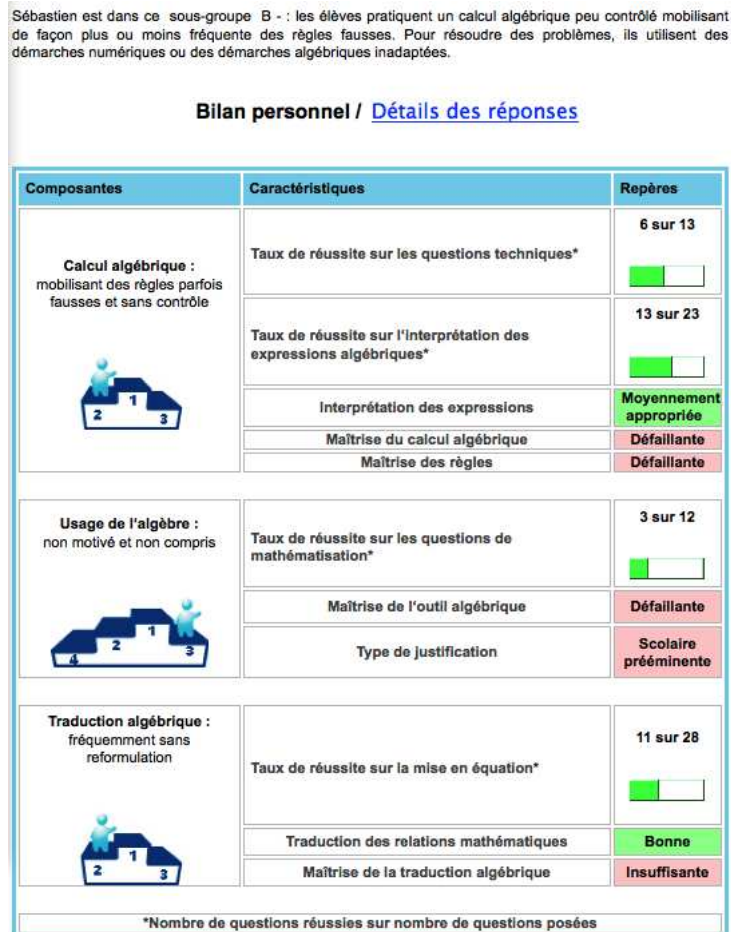 Sébastien est dans ce sous-groupe B - : les élèves pratiquent un calcul algébrique peu contrôlé mobilisant
de façon plus ou moins fréquente des règles fausses. Pour résoudre des problèmes, ils utilisent des
démarches numériques ou des démarches algébriques inadaptées.
Bilan personnel / Détails des réponses
Composantes Caractéristiques Repères
Calcul algébrique :
mobilisant des règles parfois
fausses et sans contrôle
2 1 3
Taux de réussite sur les questions techniques*
6 sur 13
Taux de réussite sur l'interprétation des
expressions algébriques*
13 sur 23
Interprétation des expressions
Moyennement
appropriée
Maîtrise du calcul algébrique Défaillante
Maîtrise des règles Défaillante
Usage de l'algèbre :
non motivé et non compris
4 2 1 3
Taux de réussite sur les questions de
mathématisation*
3 sur 12
Maîtrise de l'outil algébrique Défaillante
Type de justification
Scolaire
prééminente
Traduction algébrique :
fréquemment sans
reformulation
2 1 3
Taux de réussite sur la mise en équation*
11 sur 28
Traduction des relations mathématiques Bonne
Maîtrise de la traduction algébrique Insuffisante
*Nombre de questions réussies sur nombre de questions posées